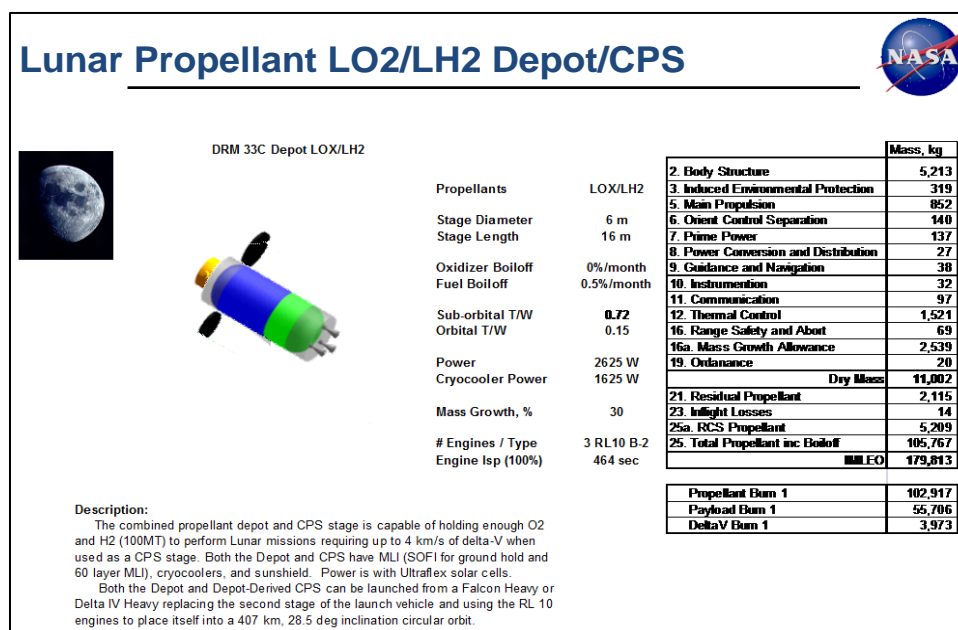 Lunar Propellant LO2/LH2 Depot/CPS
NASA
DRM 33C Depot LOX/LH2
Propellants LOX/LH2
Stage Diameter 6 m
Stage Length 16 m
Oxidizer Boiloff 0%/month
Fuel Boiloff 0.5%/month
Sub-orbital T/W 0.72
Orbital T/W 0.15
Power 2625 W
Cryocooler Power 1625 W
Mass Growth, % 30
# Engines / Type 3 RL10 B-2
Engine Isp (100%) 464 sec
Mass, kg
2. Body Structure 5,213
3. Induced Environmental Protection 319
5. Main Propulsion 852
6. Orient Control Separation 140
7. Prime Power 137
8. Power Conversion and Distribution 27
9. Guidance and Navigation 38
10. Instrumention 32
11. Communication 97
12. Thermal Control 1,521
16. Range Safety and Abort 69
16a. Mass Growth Allowance 2,539
19. Ordanance 20
Dry Mass 11,002
21. Residual Propellant 2,115
23. Inflight Losses 14
25a. RCS Propellant 5,209
25. Total Propellant inc Boiloff 105,767
IMLEO 179,813
Propellant Burn 1 102,917
Payload Burn 1 55,706
DeltaV Burn 1 3,973
Description:
The combined propellant depot and CPS stage is capable of holding enough O2
and H2 (100MT) to perform Lunar missions requiring up to 4 km/s of delta-V when
used as a CPS stage. Both the Depot and CPS have MLI (SOFI for ground hold and
60 layer MLI), cryocoolers, and sunshield. Power is with Ultraflex solar cells.
Both the Depot and Depot-Derived CPS can be launched from a Falcon Heavy or
Delta IV Heavy replacing the second stage of the launch vehicle and using the RL 10
engines to place itself into a 407 km, 28.5 deg inclination circular orbit.